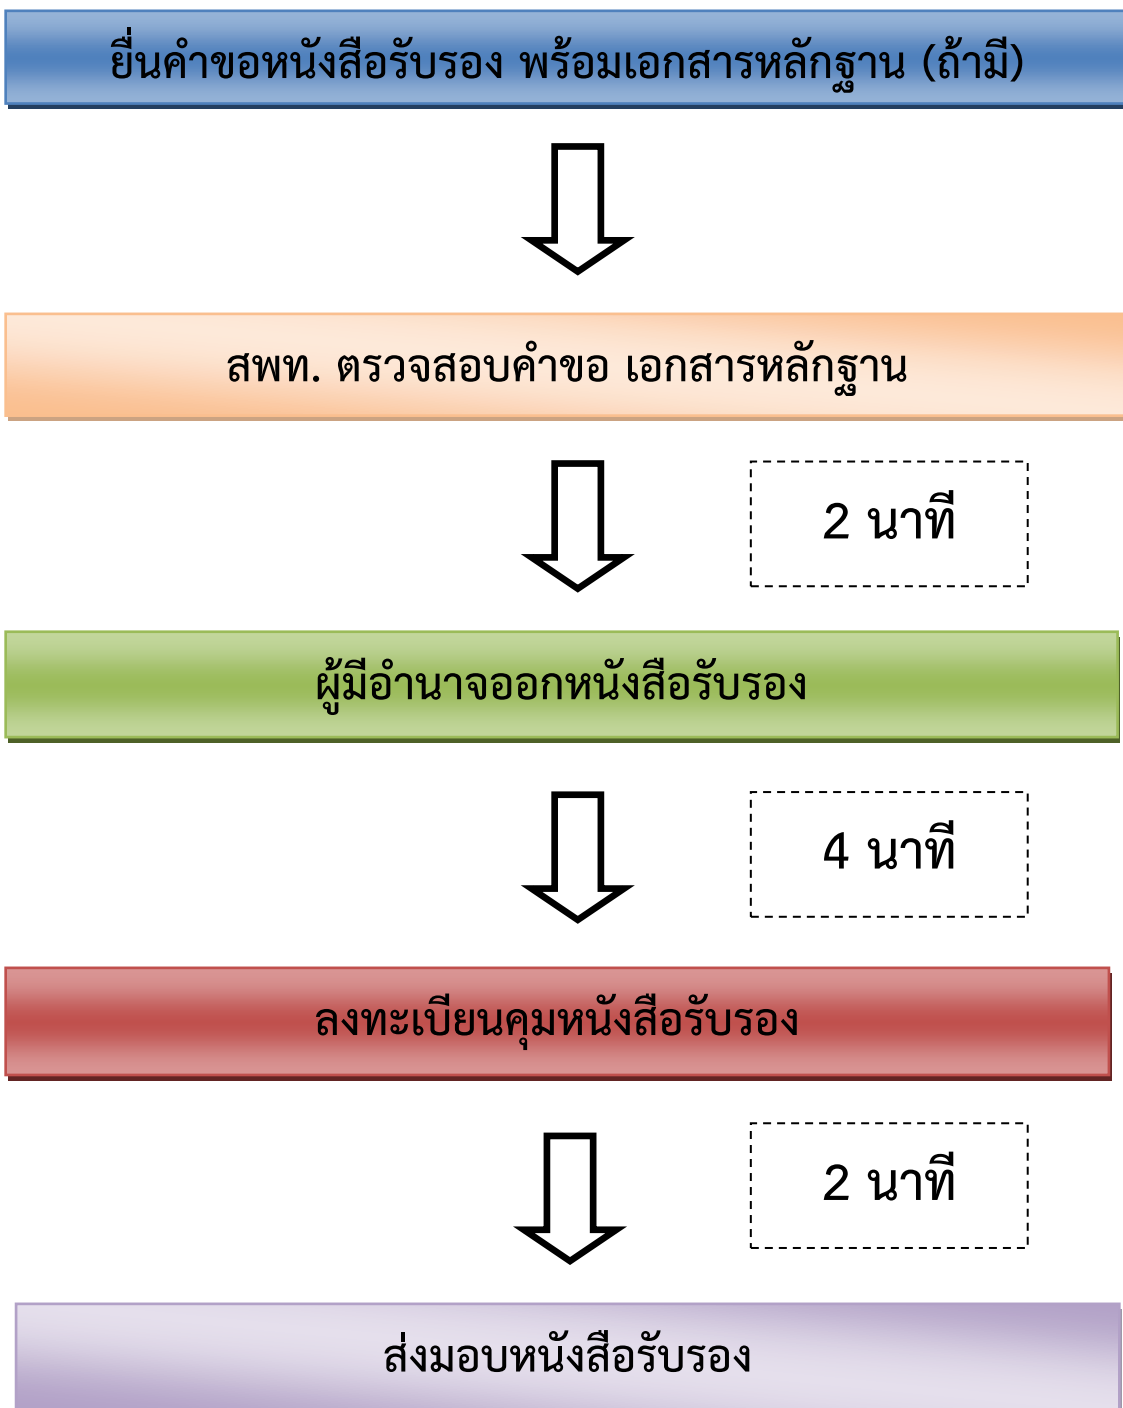 ยื่นคำขอหนังสือรับรอง พร้อมเอกสารหลักฐาน (ถ้ามี)
สพท. ตรวจสอบคำขอ เอกสารหลักฐาน
2 นาที
ผู้มีอำนาจออกหนังสือรับรอง
4 นาที
ลงทะเบียนคุมหนังสือรับรอง
2 นาที
ส่งมอบหนังสือรับรอง